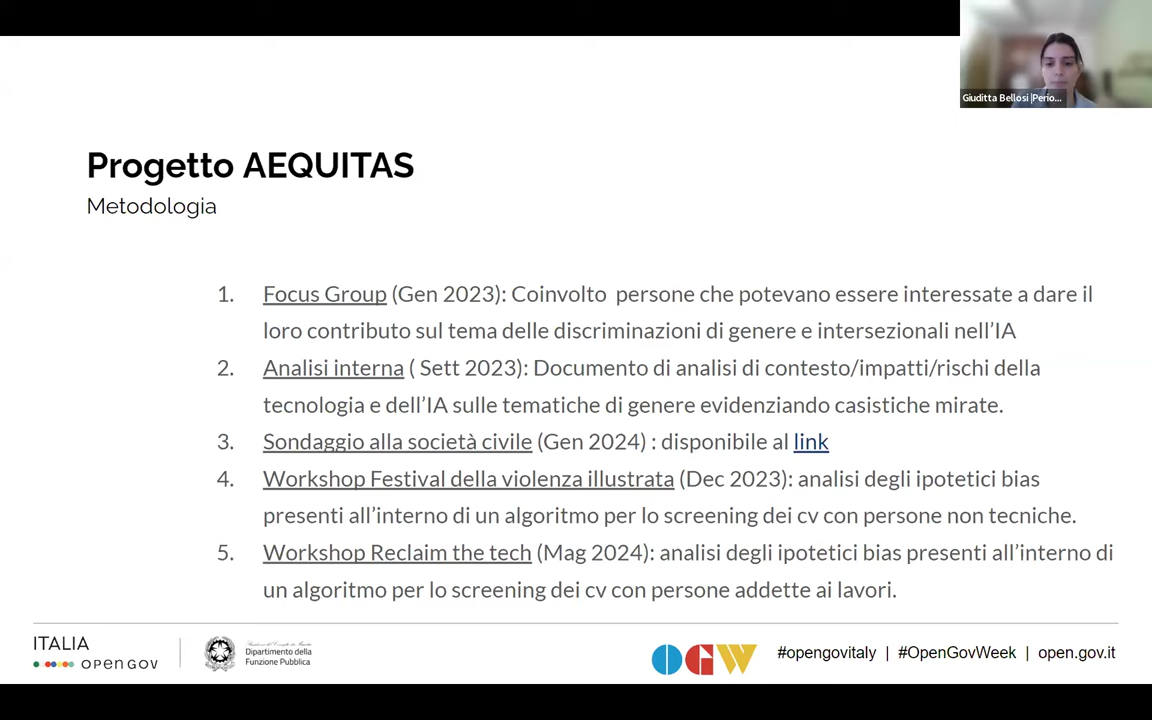 Giuditta Bellosi |Perio...
Progetto AEQUITAS
Metodologia
1. Focus Group (Gen 2023): Coinvolto persone che potevano essere interessate a dare il
loro contributo sul tema delle discriminazioni di genere e intersezionali nell'IA
2. Analisi interna ( Sett 2023): Documento di analisi di contesto/impatti/rischi della
tecnologia e dell'IA sulle tematiche di genere evidenziando casistiche mirate.
3. Sondaggio alla società civile (Gen 2024) : disponibile al link
4. Workshop Festival della violenza illustrata (Dec 2023): analisi degli ipotetici bias
presenti all'interno di un algoritmo per lo screening dei cv con persone non tecniche.
5. Workshop Reclaim the tech (Mag 2024): analisi degli ipotetici bias presenti all'interno di
un algoritmo per lo screening dei cv con persone addette ai lavori.
ITALIA
OPENGOV
Dipartimento della
Funzione Pubblica
OGW
#opengovitaly | #OpenGovWeek | open.gov.it